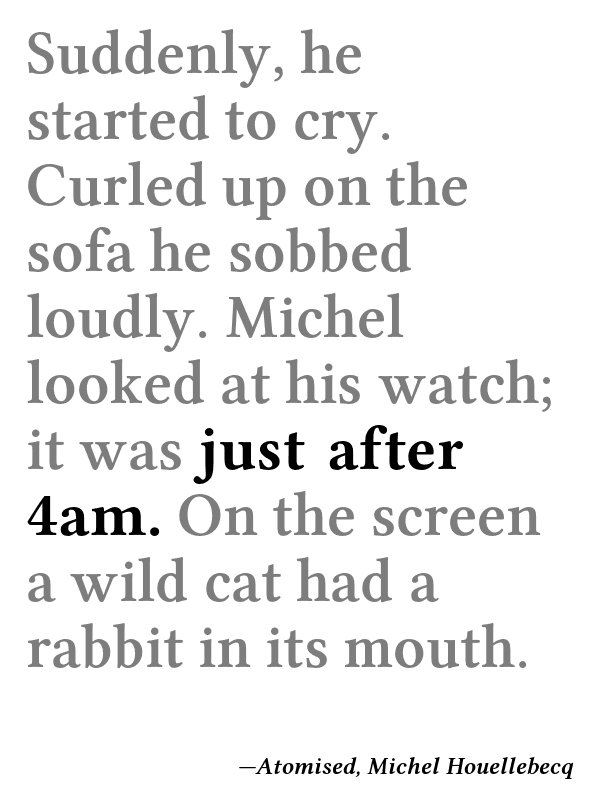 Suddenly, he
started to cry.
Curled up on the
sofa he sobbed
loudly. Michel
looked at his watch;
it was just after
4am. On the screen
a wild cat had a
rabbit in its mouth.
—Atomised, Michel Houellebecq